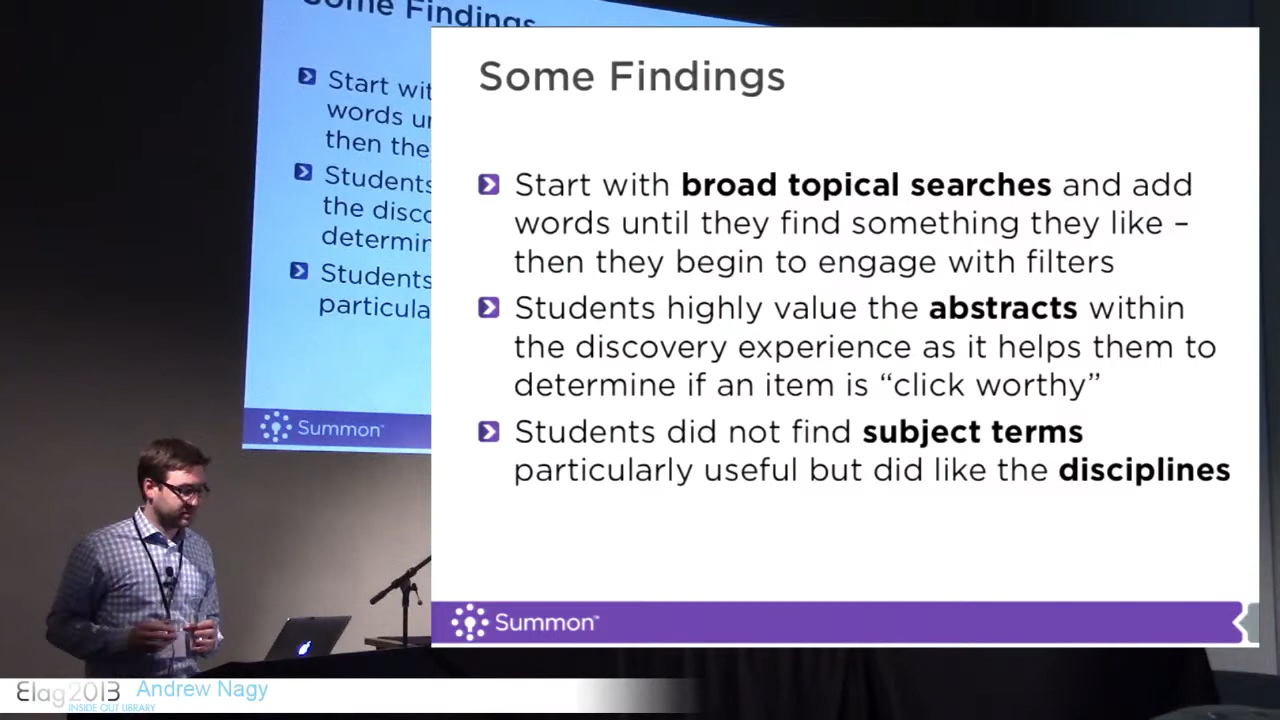 Some Findings
Start wit
words u
then the
Students
the disco
determin
Students
particula
Summon™
Some Findings
Start with broad topical searches and add
words until they find something they like –
then they begin to engage with filters
Students highly value the abstracts within
the discovery experience as it helps them to
determine if an item is “click worthy”
Students did not find subject terms
particularly useful but did like the disciplines
Summon™
Elag2013 Andrew Nagy
INSIDE OUT LIBRARY